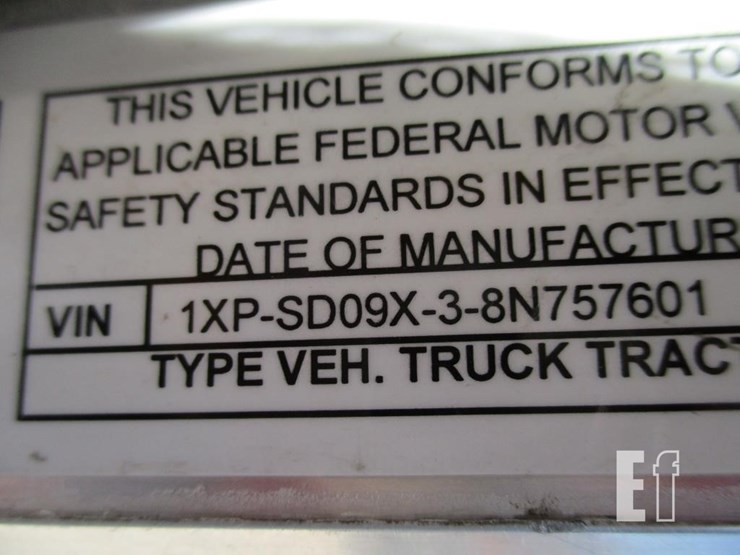 THIS VEHICLE CONFORMS TO
APPLICABLE FEDERAL MOTOR
SAFETY STANDARDS IN EFFECT
DATE OF MANUFACTUR
VIN 1XP-SD09X-3-8N757601
TYPE VEH. TRUCK TRACT
Ef